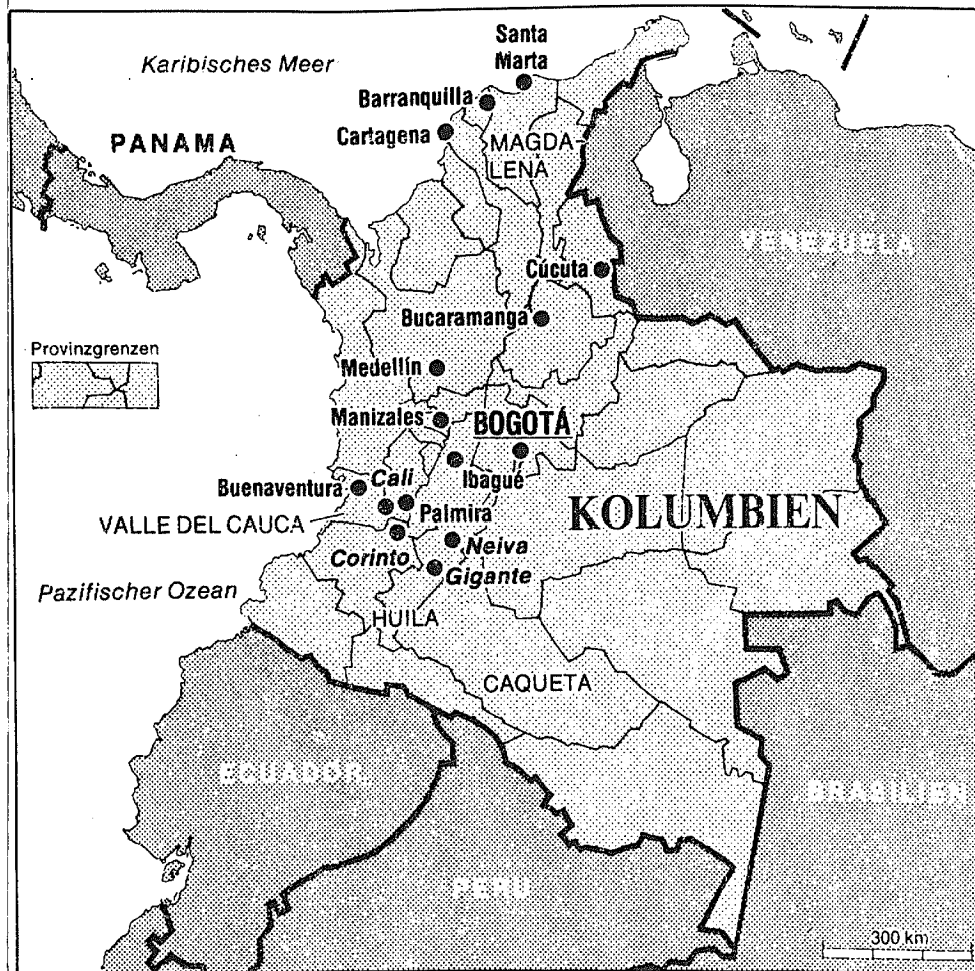 Santa
Marta
Karibisches Meer
Barranquilla
Cartagena
PANAMA
MAGDA-
LENA
VENEZUELA
Cúcuta
Bucaramanga
Provinzgrenzen
Medellín
Manizales
BOGOTÁ
Ibagué
Buenaventura
Cali
Palmira
KOLUMBIEN
VALLE DEL CAUCA
Corinto
Neiva
Gigante
Pazifischer Ozean
HUILA
CAQUETA
ECUADOR
BRASILIEN
PERU
300 km